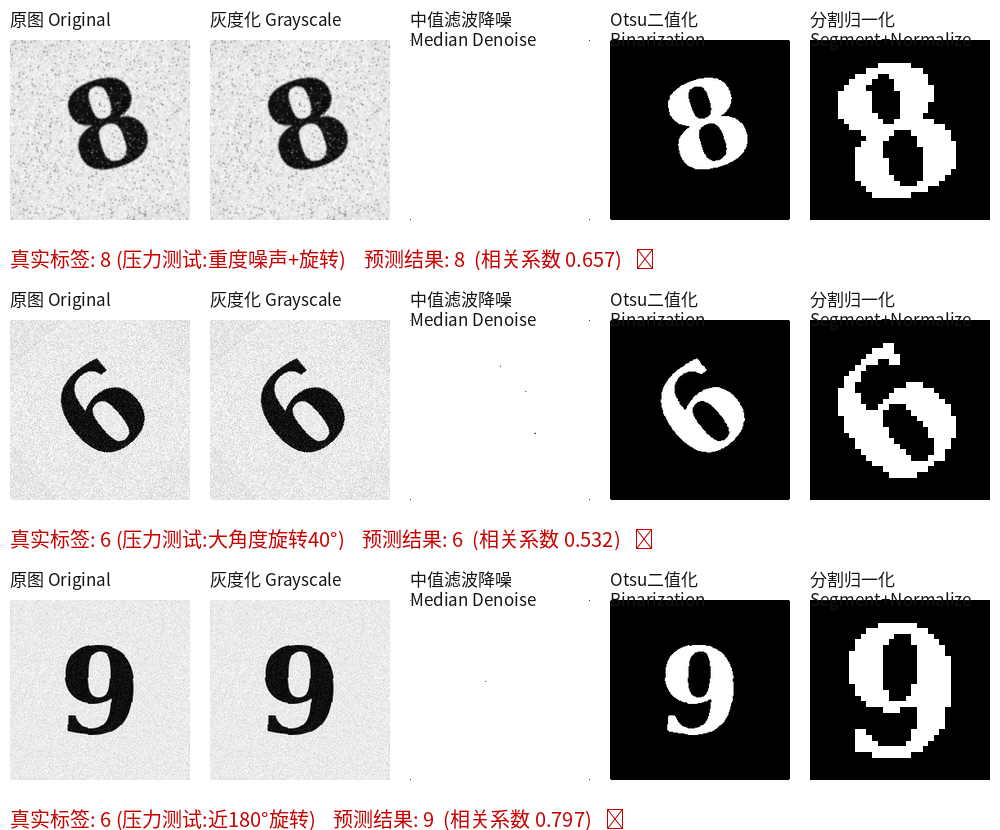 原图 Original 灰度化 Grayscale 中值滤波降噪 Otsu二值化 分割归一化
Median Denoise Binarization Segment+Normalize
8 8 8 8
真实标签: 8 (压力测试:重度噪声+旋转) 预测结果: 8 (相关系数 0.657)
原图 Original 灰度化 Grayscale 中值滤波降噪 Otsu二值化 分割归一化
Median Denoise Binarization Segment+Normalize
6 6 6 6
真实标签: 6 (压力测试:大角度旋转40°) 预测结果: 6 (相关系数 0.532)
原图 Original 灰度化 Grayscale 中值滤波降噪 Otsu二值化 分割归一化
Median Denoise Binarization Segment+Normalize
9 9 9 9
真实标签: 6 (压力测试:近180°旋转) 预测结果: 9 (相关系数 0.797)